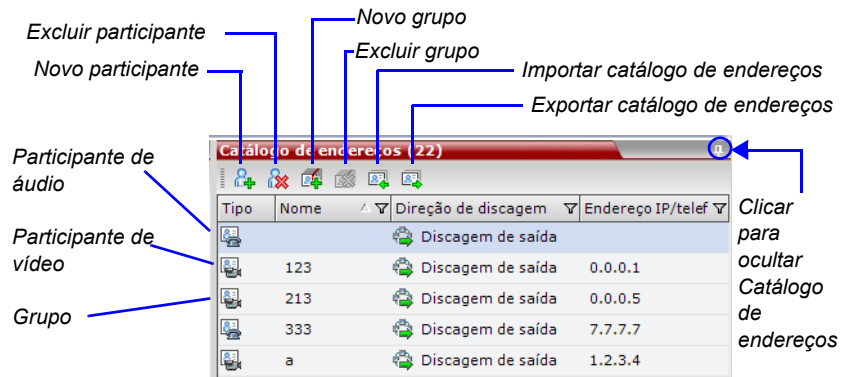 Novo grupo
Excluir participante
Excluir grupo
Novo participante
Importar catálogo de endereços
Exportar catálogo de endereços
Catálogo de endereços (22)
Participante de
áudio
Tipo Nome Direção de discagem Endereço IP/telef
Clicar
para
ocultar
Catálogo
de
endereços
Discagem de saída
Participante de
vídeo
123 Discagem de saída 0.0.0.1
213 Discagem de saída 0.0.0.5
Grupo
333 Discagem de saída 7.7.7.7
a Discagem de saída 1.2.3.4